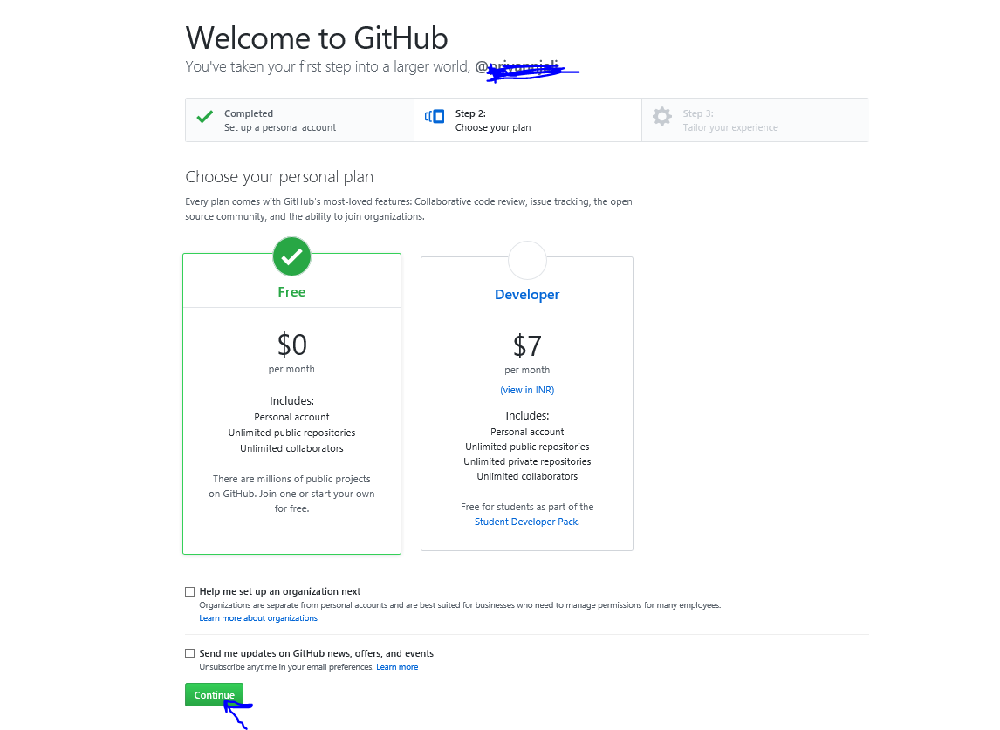 Welcome to GitHub
You've taken your first step into a larger world,
Completed
Set up a personal account
Step 2:
Choose your plan
Step 3:
Tailor your experience
Choose your personal plan
Every plan comes with GitHub's most-loved features: Collaborative code review, issue tracking, the open
source community, and the ability to join organizations.
Free
$0
per month
Includes:
Personal account
Unlimited public repositories
Unlimited collaborators
There are millions of public projects
on GitHub. Join one or start your own
for free.
Developer
$7
per month
(view in INR)
Includes:
Personal account
Unlimited public repositories
Unlimited private repositories
Unlimited collaborators
Free for students as part of the
Student Developer Pack.
Help me set up an organization next
Organizations are separate from personal accounts and are best suited for businesses who need to manage permissions for many employees.
Learn more about organizations
Send me updates on GitHub news, offers, and events
Unsubscribe anytime in your email preferences. Learn more
Continue